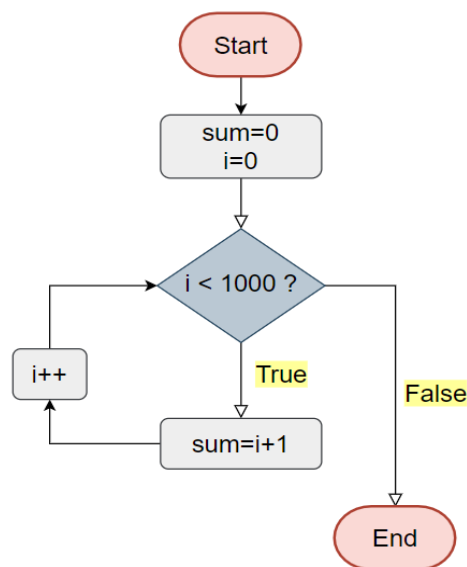 Start
sum=0
i=0
i < 1000 ?
True
i++
False
sum=i+1
End